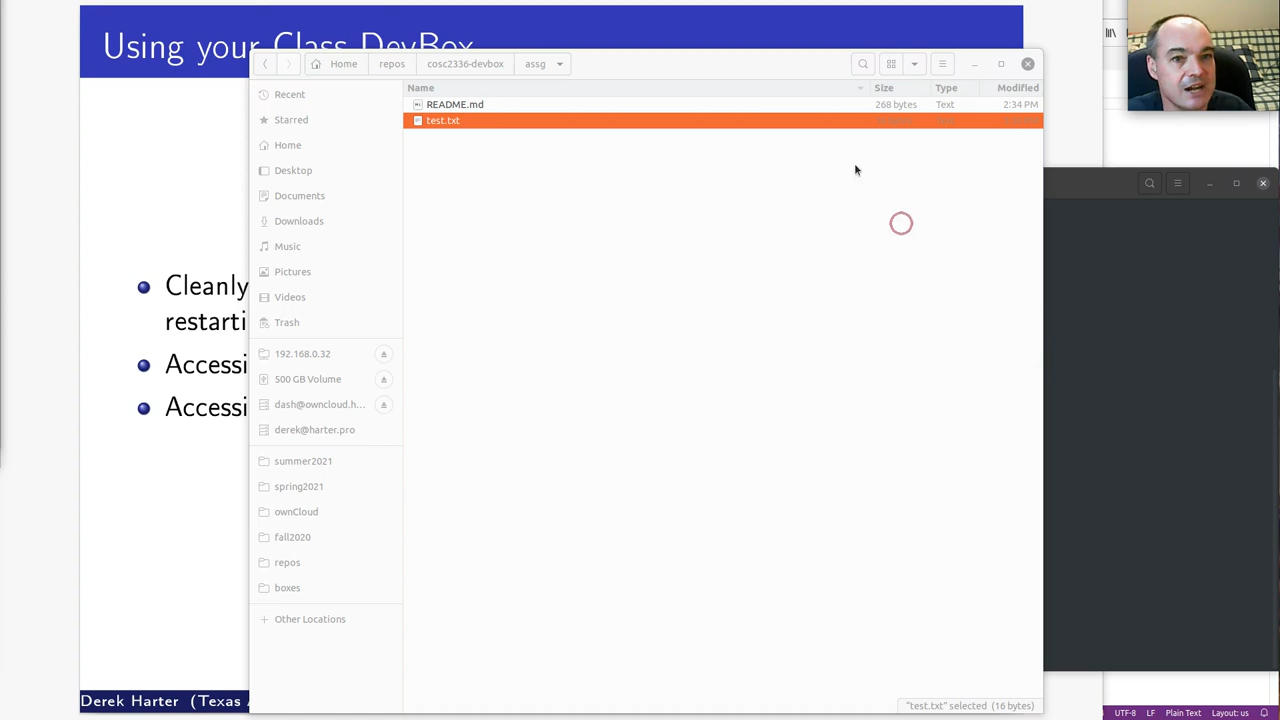 Using your Class DevBox
Home
repos
cosc2336-devbox
assg
Name
Size
Type
Modified
README.md
268 bytes
Text
2:34 PM
test.txt
Recent
Starred
Home
Desktop
Documents
Downloads
Music
Pictures
Videos
Trash
192.168.0.32
500 GB Volume
dash@owncloud.h...
derek@harter.pro
summer2021
spring2021
ownCloud
fall2020
repos
boxes
Other Locations
Cleanly
restarti
Accessi
Accessi
Derek Harter (Texas A
"test.txt" selected (16 bytes)
UTF-8
LF
Plain Text
Layout: us